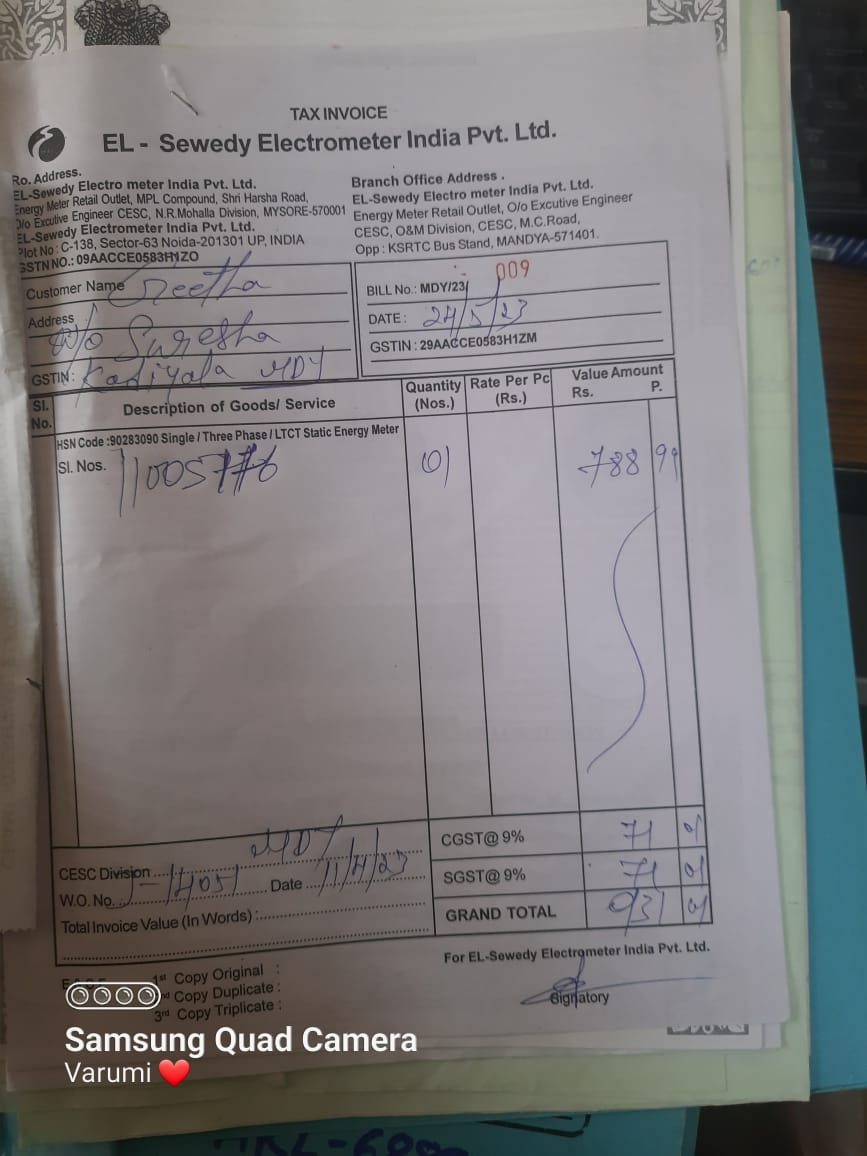 TAX INVOICE
EL - Sewedy Electrometer India Pvt. Ltd.
Ro. Address.
EL-Sewedy Electro meter India Pvt. Ltd.
Energy Meter Retail Outlet, MPL Compound, Shri Harsha Road,
O/o Excutive Engineer CESC, N.R.Mohalla Division, MYSORE-570001
EL-Sewedy Electrometer India Pvt. Ltd.
Plot No : C-138, Sector-63 Noida-201301 UP, INDIA
GSTN NO.: 09AACCE0583H1ZO
Branch Office Address .
EL-Sewedy Electro meter India Pvt. Ltd.
Energy Meter Retail Outlet, O/o Excutive Engineer
CESC, O&M Division, CESC, M.C.Road,
Opp : KSRTC Bus Stand, MANDYA-571401.
Customer Name Sreetha
Address W/o Suresha
GSTIN: Kadiyala MDY
BILL No.: MDY/23/ 009
DATE : 24/5/23
GSTIN : 29AACCE0583H1ZM
Sl. No. Description of Goods/ Service Quantity (Nos.) Rate Per Pc (Rs.) Value Amount Rs. P.
HSN Code :90283090 Single / Three Phase / LTCT Static Energy Meter
Sl. Nos. 11005776 01 788 99
CGST@ 9% 71 01
SGST@ 9% 71 01
GRAND TOTAL 931 01
CESC Division MDY
W.O. No. Date 11/4/23
Total Invoice Value (In Words) :
For EL-Sewedy Electrometer India Pvt. Ltd.
Signatory
1st Copy Original :
Copy Duplicate :
3rd Copy Triplicate :
Samsung Quad Camera
Varumi ❤️